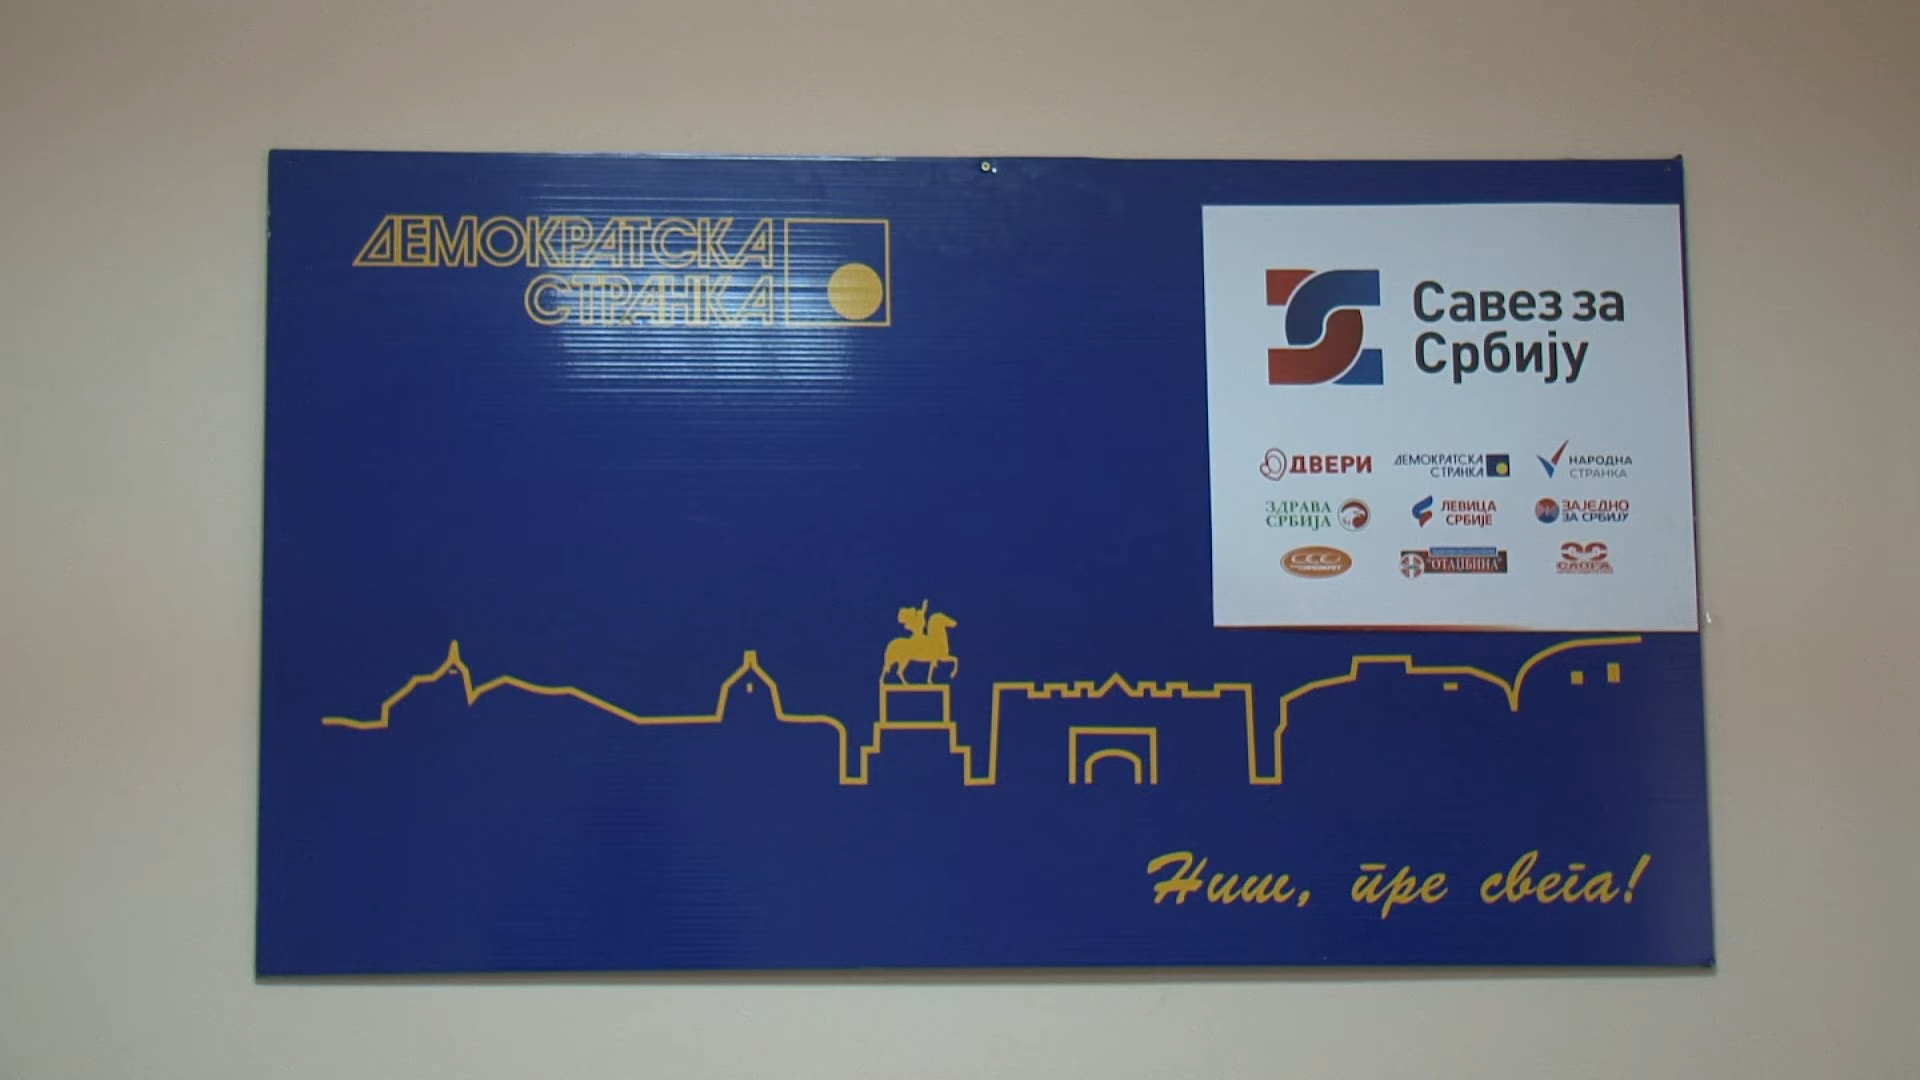 ДЕМОКРАТСКА
СТРАНКА
Савез за
Србију
ДВЕРИ
ДЕМОКРАТСКА
СТРАНКА
НАРОДНА
СТРАНКА
ЗДРАВА
СРБИЈА
ЛЕВИЦА
СРБИЈЕ
ЗАЈЕДНО
ЗА СРБИЈУ
ОТАЏБИНА
СЛОГА
Ниш, пре свега!